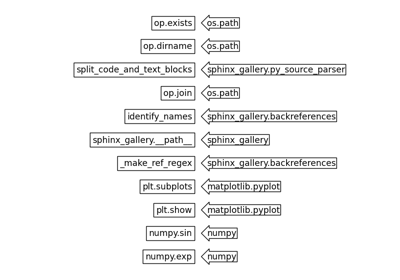 op.exists os.path
op.dirname os.path
split_code_and_text_blocks sphinx_gallery.py_source_parser
op.join os.path
identify_names sphinx_gallery.backreferences
sphinx_gallery.__path__ sphinx_gallery
_make_ref_regex sphinx_gallery.backreferences
plt.subplots matplotlib.pyplot
plt.show matplotlib.pyplot
numpy.sin numpy
numpy.exp numpy